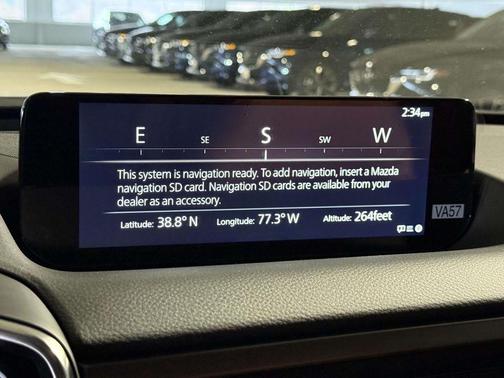 2:34pm
E SE S SW W
This system is navigation ready. To add navigation, insert a Mazda
navigation SD card. Navigation SD cards are available from your
dealer as an accessory.
Latitude: 38.8° N Longitude: 77.3° W Altitude: 264feet
VA57